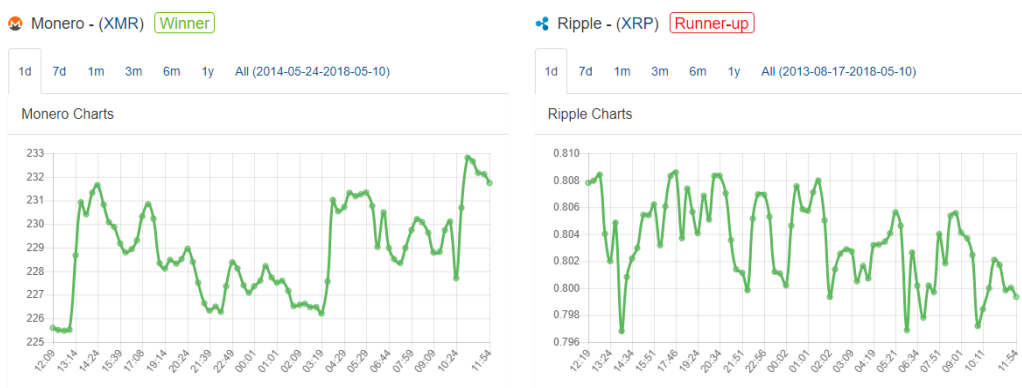 Monero - (XMR) Winner
1d 7d 1m 3m 6m 1y All (2014-05-24-2018-05-10)
Monero Charts
233
232
231
230
229
228
227
226
225
12:09 13:14 14:24 15:39 17:08 19:14 20:24 21:39 22:49 00:01 01:01 02:09 03:19 04:29 05:29 06:44 07:59 09:09 10:24 11:54
Ripple - (XRP) Runner-up
1d 7d 1m 3m 6m 1y All (2013-08-17-2018-05-10)
Ripple Charts
0.810
0.808
0.806
0.804
0.802
0.800
0.798
0.796
12:19 13:24 14:34 15:51 17:46 19:24 20:34 21:51 22:56 00:02 01:02 02:02 03:09 04:19 05:21 06:34 07:51 09:01 10:11 11:54